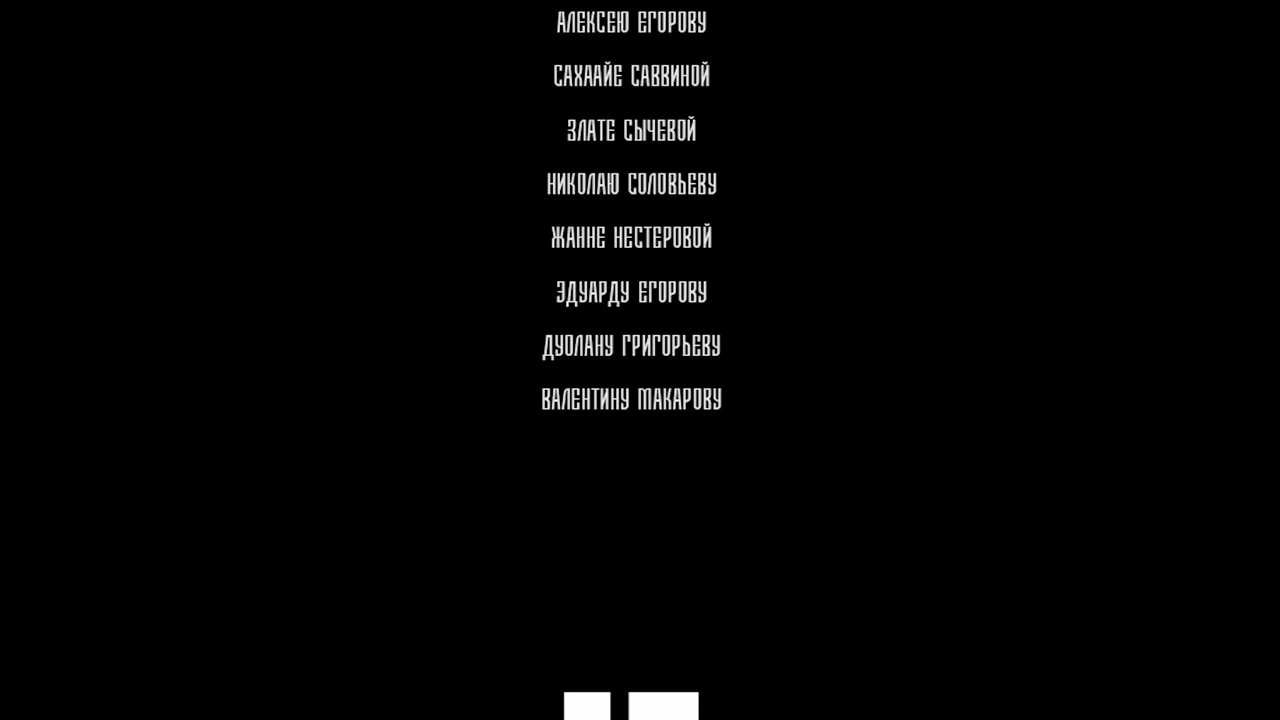 АЛЕКСЕЮ ЕГОРОВУ
САХААЙЕ САВВИНОЙ
ЗЛАТЕ СЫЧЕВОЙ
НИКОЛАЮ СОЛОВЬЕВУ
ЖАННЕ НЕСТЕРОВОЙ
ЭДУАРДУ ЕГОРОВУ
ДУОЛАНУ ГРИГОРЬЕВУ
ВАЛЕНТИНУ МАКАРОВУ